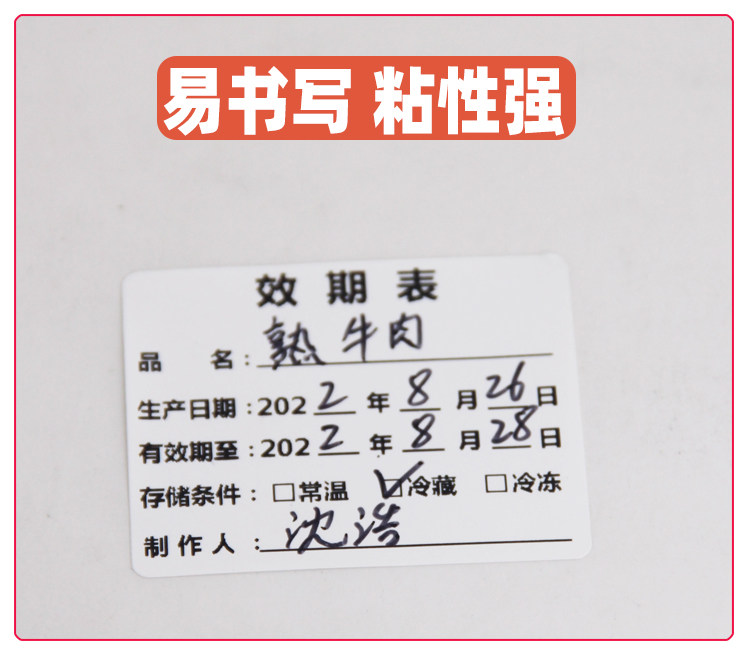 易书写 粘性强
效期表
品名：熟牛肉
生产日期：2022年8月26日
有效期至：2022年8月28日
存储条件：□常温 ☑冷藏 □冷冻
制作人：沈浩